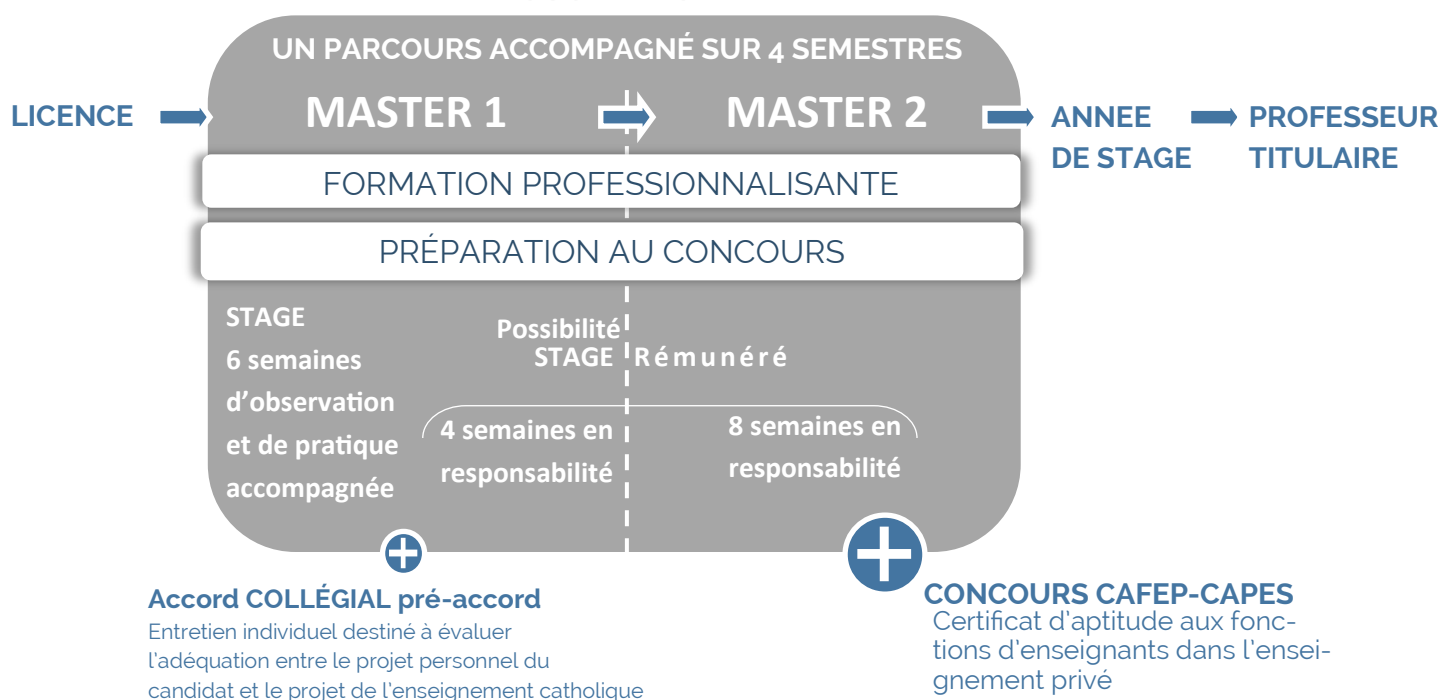 UN PARCOURS ACCOMPAGNÉ SUR 4 SEMESTRES
LICENCE
MASTER 1
MASTER 2
ANNEE
DE STAGE
PROFESSEUR
TITULAIRE
FORMATION PROFESSIONNALISANTE
PRÉPARATION AU CONCOURS
STAGE
6 semaines
d’observation
et de pratique
accompagnée
Possibilité
STAGE Rémunéré
4 semaines en
responsabilité
8 semaines en
responsabilité
Accord COLLÉGIAL pré-accord
Entretien individuel destiné à évaluer
l’adéquation entre le projet personnel du
candidat et le projet de l’enseignement catholique
CONCOURS CAFEP-CAPES
Certificat d’aptitude aux fonc-
tions d’enseignants dans l’ensei-
gnement privé